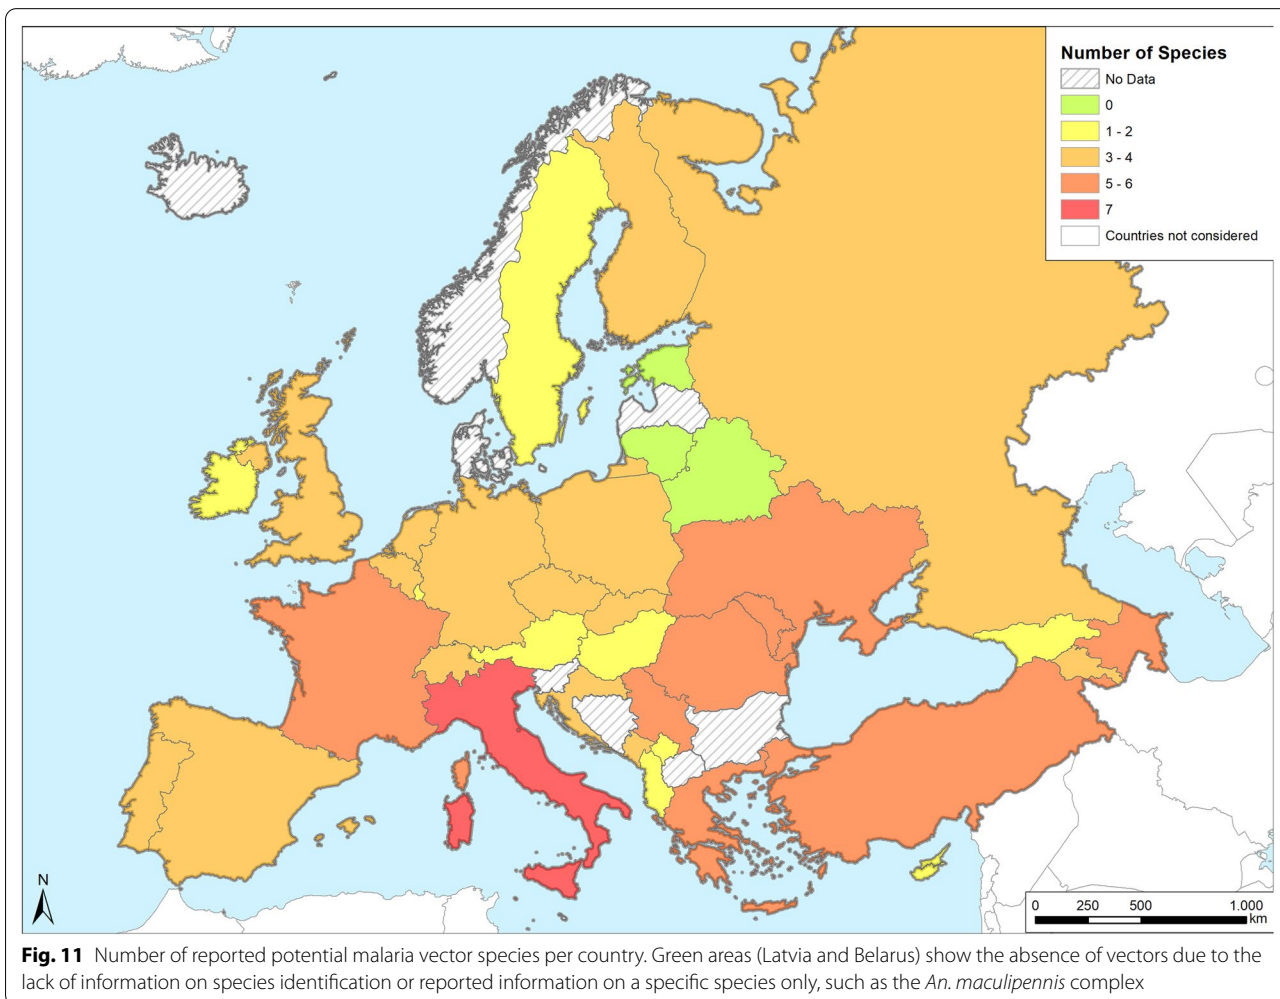 Number of Species
No Data
0
1 - 2
3 - 4
5 - 6
7
Countries not considered
N
0 250 500 1.000
km
Fig. 11 Number of reported potential malaria vector species per country. Green areas (Latvia and Belarus) show the absence of vectors due to the
lack of information on species identification or reported information on a specific species only, such as the An. maculipennis complex